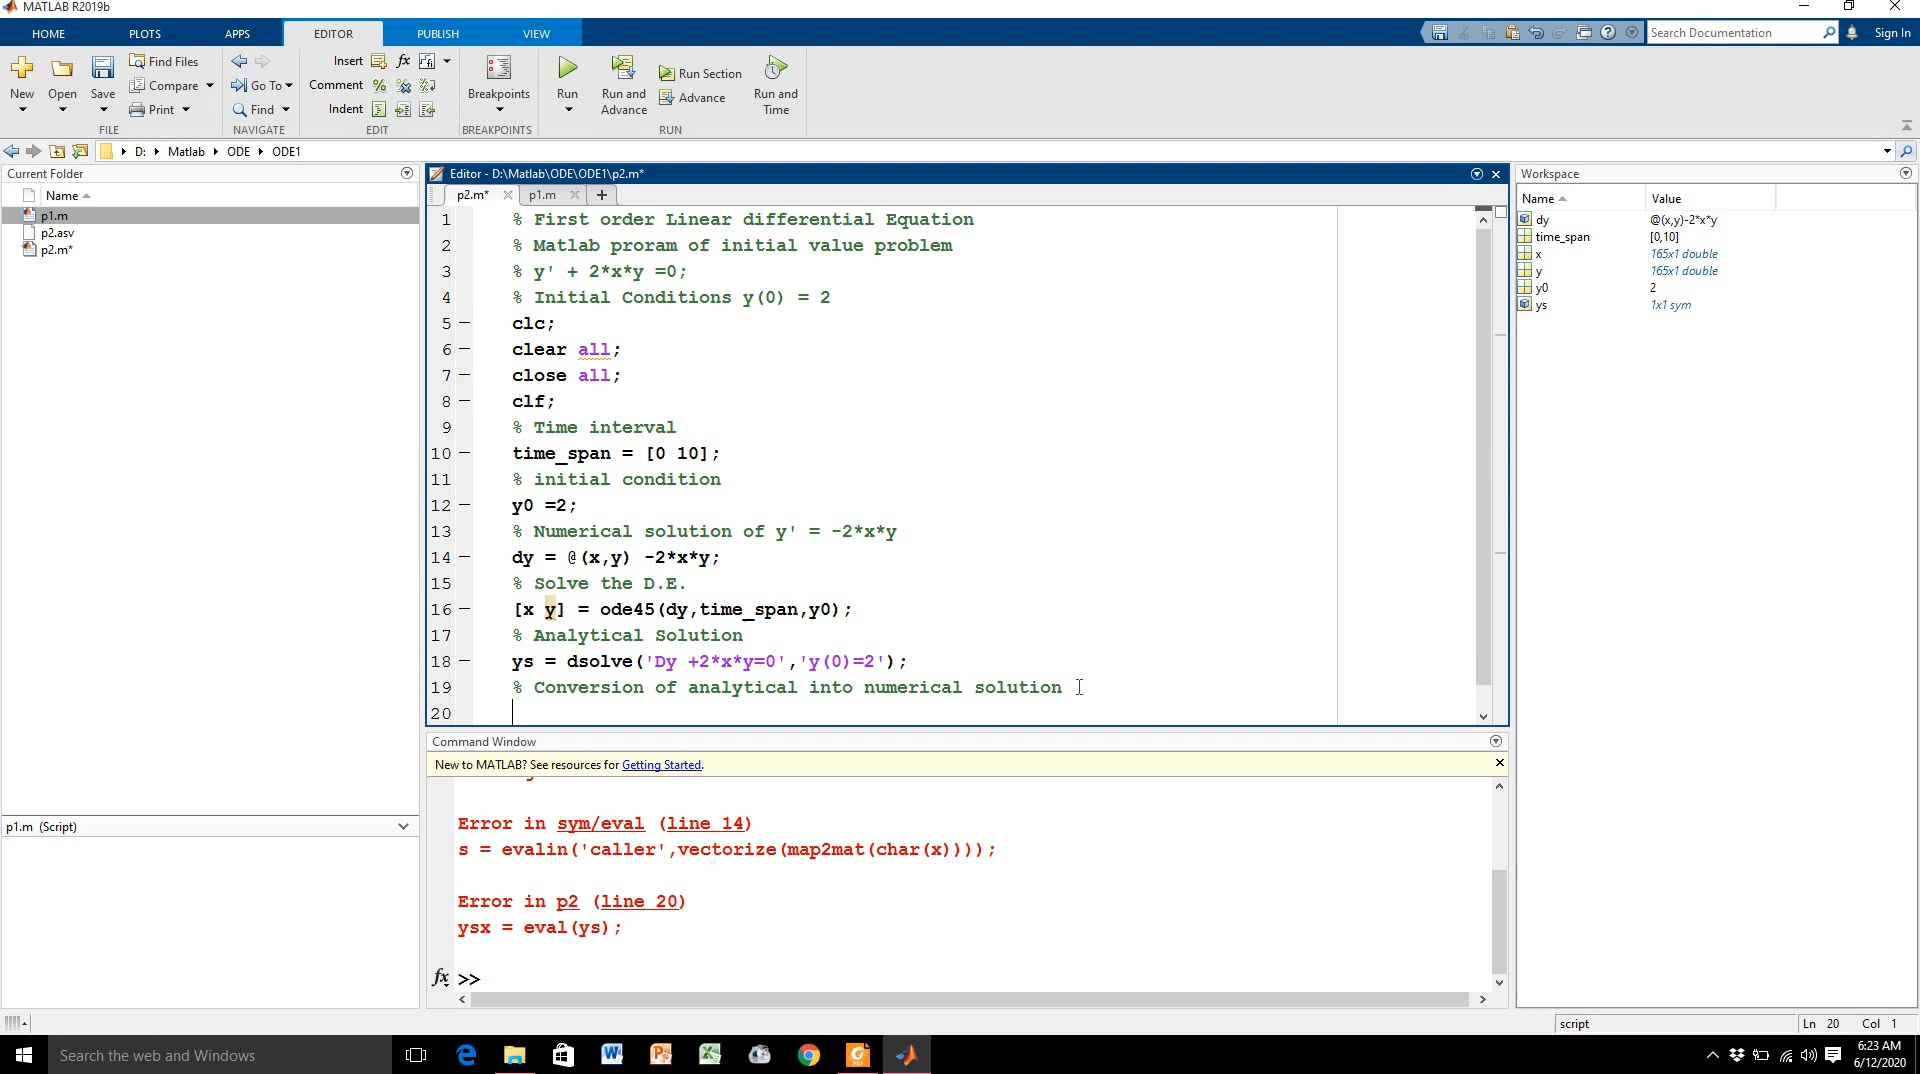 MATLAB R2019b
HOME PLOTS APPS EDITOR PUBLISH VIEW
Search Documentation
Sign In
New Open Save
Find Files
Compare
Print
FILE
Go To
Find
NAVIGATE
Insert
Comment
Indent
EDIT
Breakpoints
BREAKPOINTS
Run
Run and Advance
Run Section
Advance
Run and Time
RUN
D: Matlab ODE ODE1
Current Folder
Name
p1.m
p2.asv
p2.m*
p1.m (Script)
Editor - D:\Matlab\ODE\ODE1\p2.m*
p2.m* p1.m
1 % First order Linear differential Equation
2 % Matlab proram of initial value problem
3 % y' + 2*x*y =0;
4 % Initial Conditions y(0) = 2
5 clc;
6 clear all;
7 close all;
8 clf;
9 % Time interval
10 time_span = [0 10];
11 % initial condition
12 y0 =2;
13 % Numerical solution of y' = -2*x*y
14 dy = @(x,y) -2*x*y;
15 % Solve the D.E.
16 [x y] = ode45(dy,time_span,y0);
17 % Analytical Solution
18 ys = dsolve('Dy +2*x*y=0','y(0)=2');
19 % Conversion of analytical into numerical solution
20
Command Window
New to MATLAB? See resources for Getting Started.
Error in sym/eval (line 14)
s = evalin('caller',vectorize(map2mat(char(x))));
Error in p2 (line 20)
ysx = eval(ys);
fx >>
Workspace
Name Value
dy @(x,y)-2*x*y
time_span [0,10]
x 165x1 double
y 165x1 double
y0 2
ys 1x1 sym
script
Ln 20 Col 1
Search the web and Windows
6:23 AM
6/12/2020